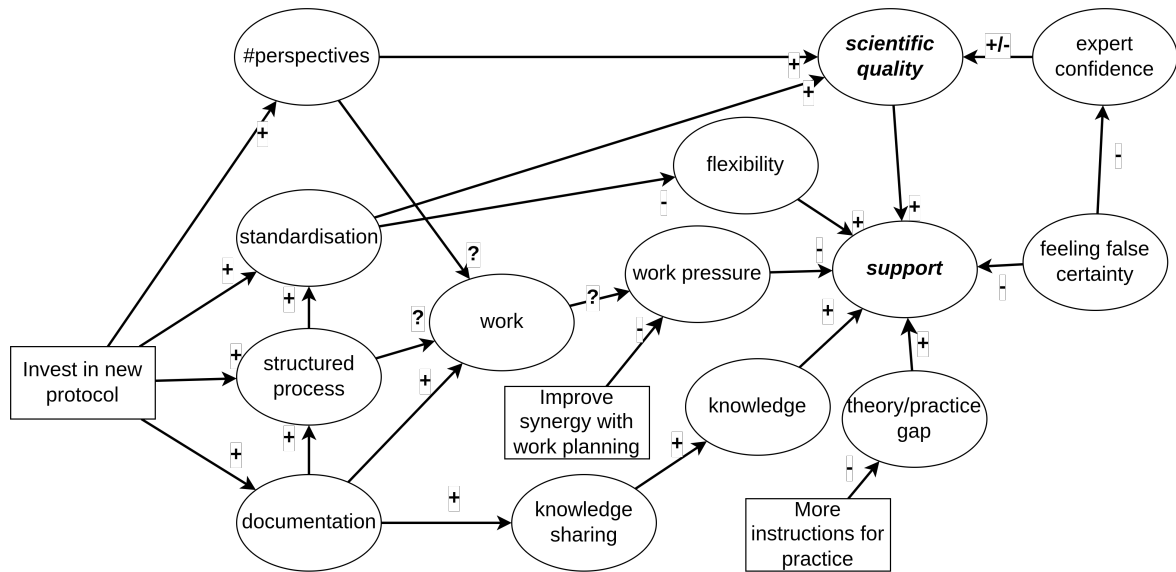 #perspectives
+
scientific
quality
+/-
expert
confidence
+
+
+
flexibility
-
-
standardisation
+
+
feeling false
certainty
-
support
-
work pressure
-
?
+
work
?
?
-
+
+
+
Invest in new
protocol
+
structured
process
+
Improve
synergy with
work planning
knowledge
theory/practice
gap
+
+
+
-
documentation
+
knowledge
sharing
More
instructions for
practice